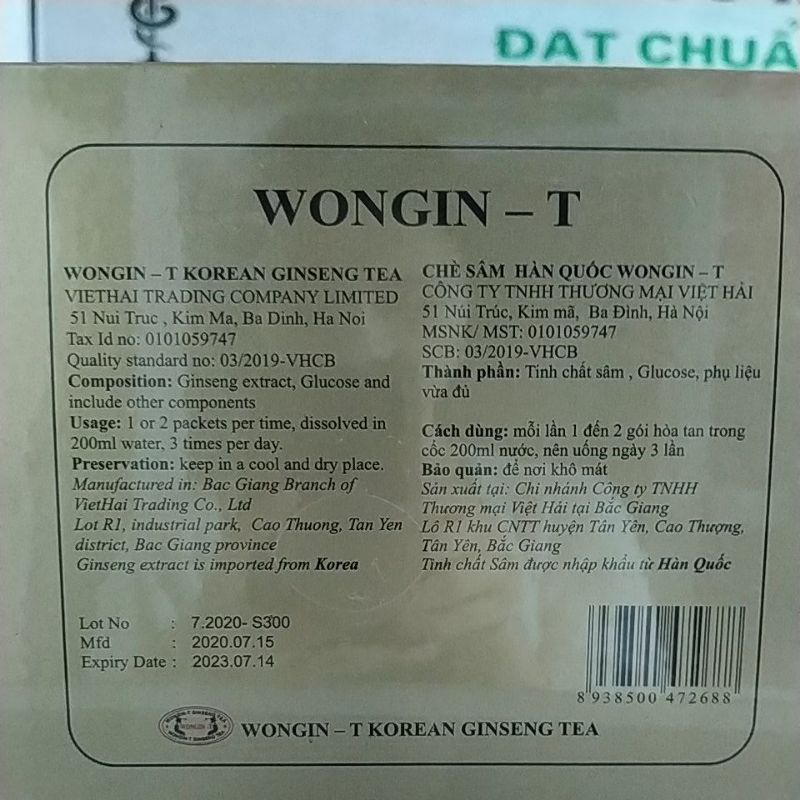 ĐẠT CHUẨ
WONGIN – T
WONGIN – T KOREAN GINSENG TEA
VIETHAI TRADING COMPANY LIMITED
51 Nui Truc , Kim Ma, Ba Dinh, Ha Noi
Tax Id no: 0101059747
Quality standard no: 03/2019-VHCB
Composition: Ginseng extract, Glucose and
include other components
Usage: 1 or 2 packets per time, dissolved in
200ml water, 3 times per day.
Preservation: keep in a cool and dry place.
Manufactured in: Bac Giang Branch of
VietHai Trading Co., Ltd
Lot R1, industrial park, Cao Thuong, Tan Yen
district, Bac Giang province
Ginseng extract is imported from Korea
CHÈ SÂM HÀN QUỐC WONGIN – T
CÔNG TY TNHH THƯƠNG MẠI VIỆT HẢI
51 Núi Trúc, Kim mã, Ba Đình, Hà Nội
MSNK/ MST: 0101059747
SCB: 03/2019-VHCB
Thành phần: Tinh chất sâm , Glucose, phụ liệu
vừa đủ
Cách dùng: mỗi lần 1 đến 2 gói hòa tan trong
cốc 200ml nước, nên uống ngày 3 lần
Bảo quản: để nơi khô mát
Sản xuất tại: Chi nhánh Công ty TNHH
Thương mại Việt Hải tại Bắc Giang
Lô R1 khu CNTT huyện Tân Yên, Cao Thượng,
Tân Yên, Bắc Giang
Tinh chất Sâm được nhập khẩu từ Hàn Quốc
Lot No : 7.2020- S300
Mfd : 2020.07.15
Expiry Date : 2023.07.14
8 938500 472688
WONGIN - T GINSENG TEA
WONGIN - T
WONGIN - T GINSENG TEA
WONGIN – T KOREAN GINSENG TEA